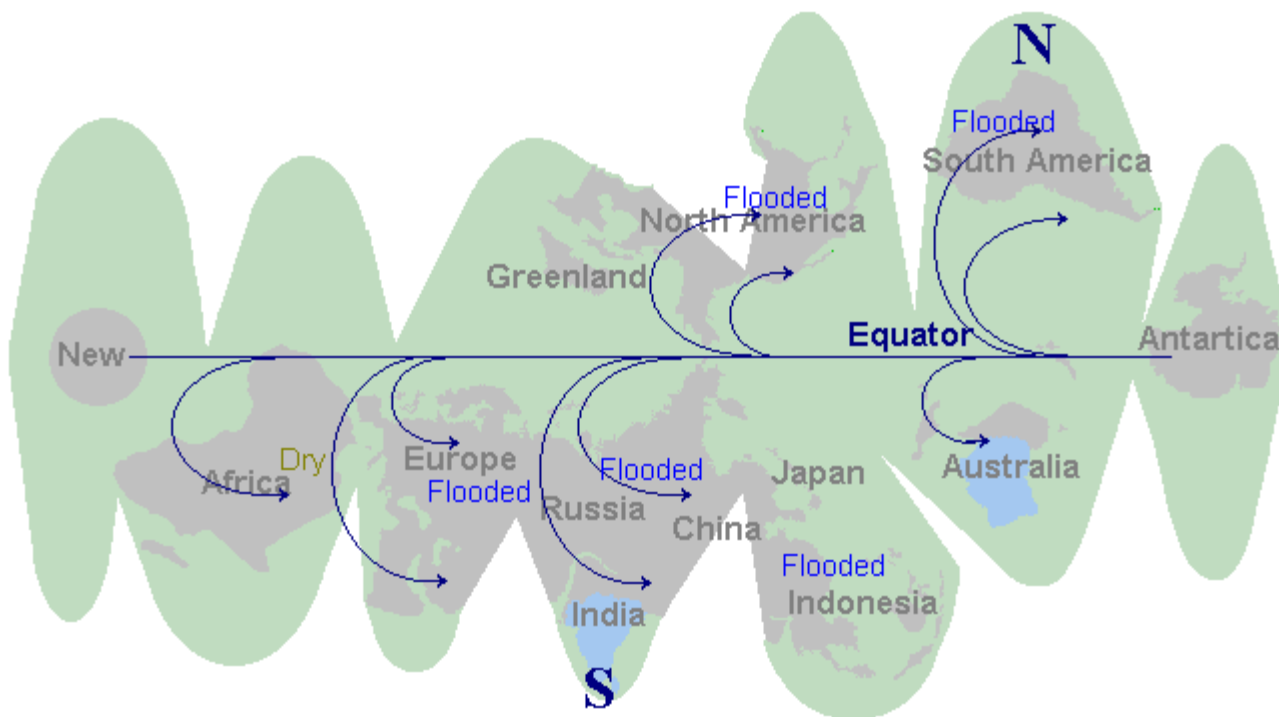 N
Flooded
South America
Flooded
North America
Greenland
Equator
New
Antartica
Dry
Europe
Africa
Flooded
Flooded
Japan
Australia
Russia
China
Flooded
India
Indonesia
S